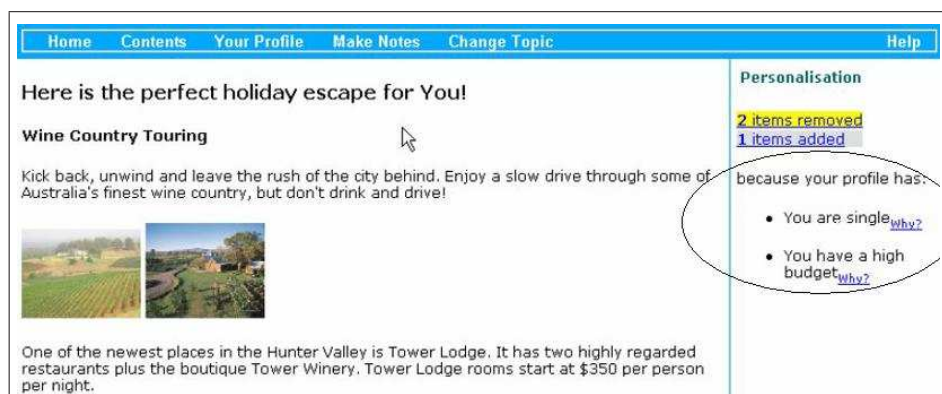 Home Contents Your Profile Make Notes Change Topic Help
Here is the perfect holiday escape for You!
Wine Country Touring
Kick back, unwind and leave the rush of the city behind. Enjoy a slow drive through some of
Australia's finest wine country, but don't drink and drive!
One of the newest places in the Hunter Valley is Tower Lodge. It has two highly regarded
restaurants plus the boutique Tower Winery. Tower Lodge rooms start at $350 per person
per night.
Personalisation
2 items removed
1 items added
because your profile has:
• You are single Why?
• You have a high
budget Why?